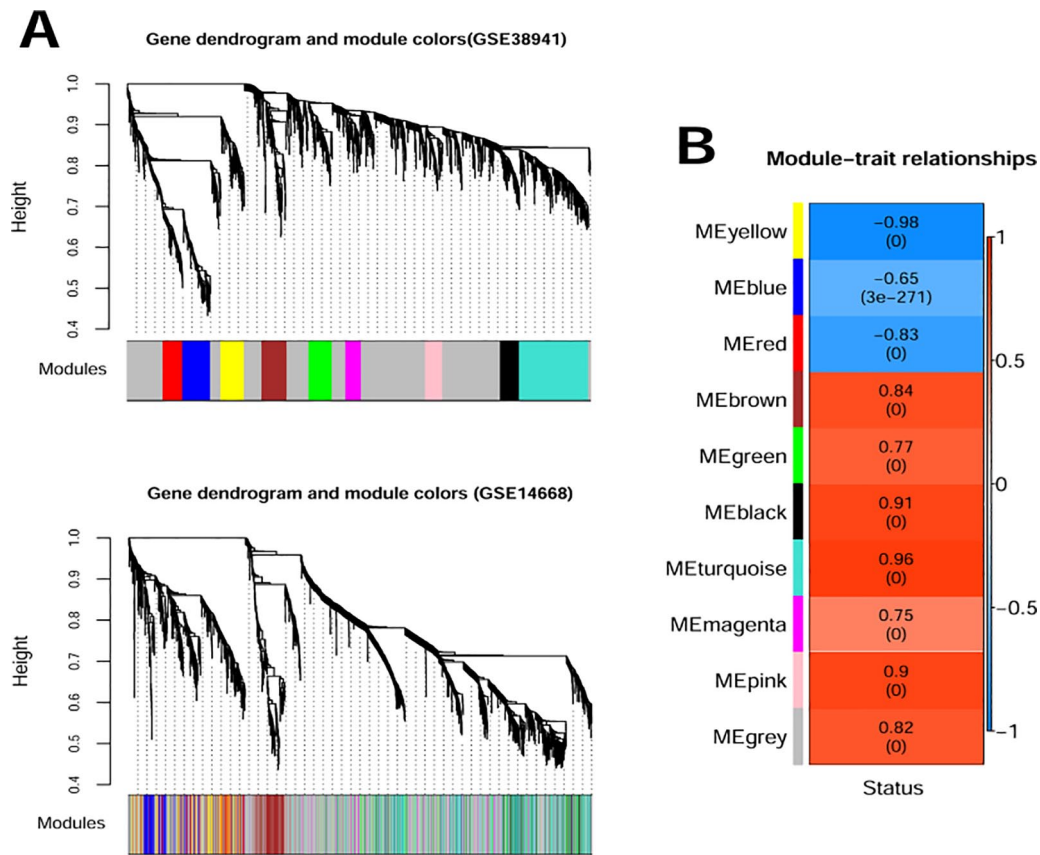 A
Gene dendrogram and module colors(GSE38941)
Height
1.0
0.9
0.8
0.7
0.6
0.5
0.4
Modules
Gene dendrogram and module colors (GSE14668)
Height
1.0
0.9
0.8
0.7
0.6
0.5
0.4
Modules
B
Module-trait relationships
MEyellow
-0.98
(0)
MEblue
-0.65
(3e-271)
MEred
-0.83
(0)
MEbrown
0.84
(0)
MEgreen
0.77
(0)
MEblack
0.91
(0)
MEturquoise
0.96
(0)
MEmagenta
0.75
(0)
MEpink
0.9
(0)
MEgrey
0.82
(0)
Status
1
0.5
0
-0.5
-1